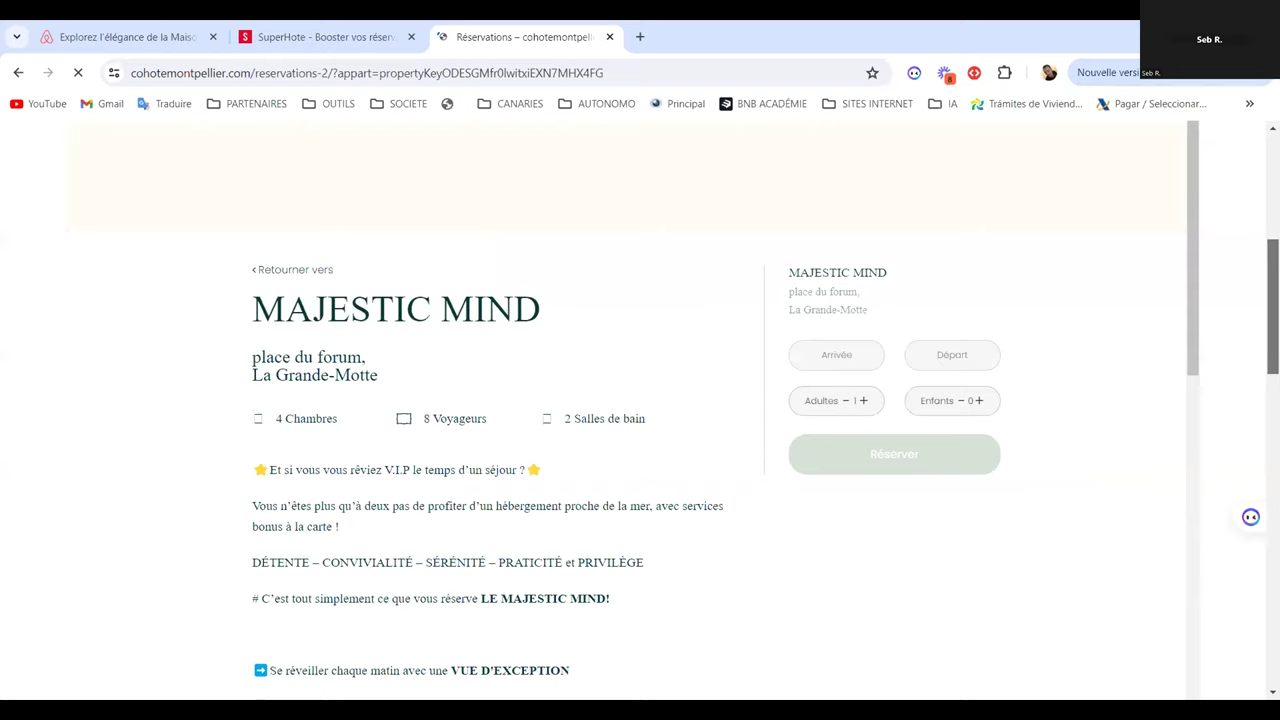 Explorez l'élégance de la Maiso
SuperHote - Booster vos réserv
Réservations – cohotemontpell
Seb R.
cohotemontpellier.com/reservations-2/?appart=propertyKeyODESGMfr0lwitxiEXN7MHX4FG
8
Nouvelle versi
Seb R.
YouTube
Gmail
Traduire
PARTENAIRES
OUTILS
SOCIETE
CANARIES
AUTONOMO
Principal
BNB ACADÉMIE
SITES INTERNET
IA
Trámites de Viviend...
Pagar / Seleccionar...
»
‹ Retourner vers
MAJESTIC MIND
place du forum,
La Grande-Motte
4 Chambres
8 Voyageurs
2 Salles de bain
⭐Et si vous vous rêviez V.I.P le temps d'un séjour ?⭐
Vous n'êtes plus qu'à deux pas de profiter d'un hébergement proche de la mer, avec services
bonus à la carte !
DÉTENTE – CONVIVIALITÉ – SÉRÉNITÉ – PRATICITÉ et PRIVILÈGE
# C'est tout simplement ce que vous réserve LE MAJESTIC MIND!
➡️Se réveiller chaque matin avec une VUE D'EXCEPTION
MAJESTIC MIND
place du forum,
La Grande-Motte
Arrivée
Départ
Adultes − 1 +
Enfants − 0 +
Réserver